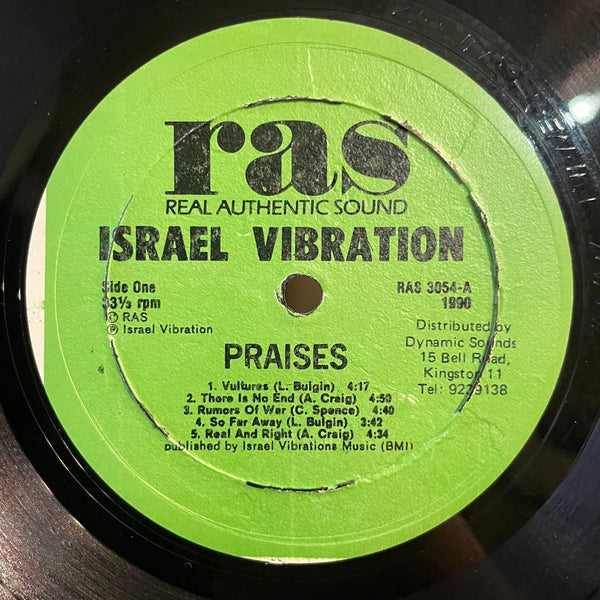 ras
REAL AUTHENTIC SOUND
ISRAEL VIBRATION
Side One
33⅓ rpm
© RAS
℗ Israel Vibration
RAS 3054-A
1990
PRAISES
Distributed by
Dynamic Sounds
15 Bell Road,
Kingston 11
Tel: 9239138
1. Vultures (L. Bulgin) 4:17
2. There Is No End (A. Craig) 4:50
3. Rumors Of War (C. Spence) 4:40
4. So Far Away (L. Bulgin) 3:42
5. Real And Right (A. Craig) 4:34
published by Israel Vibrations Music (BMI)